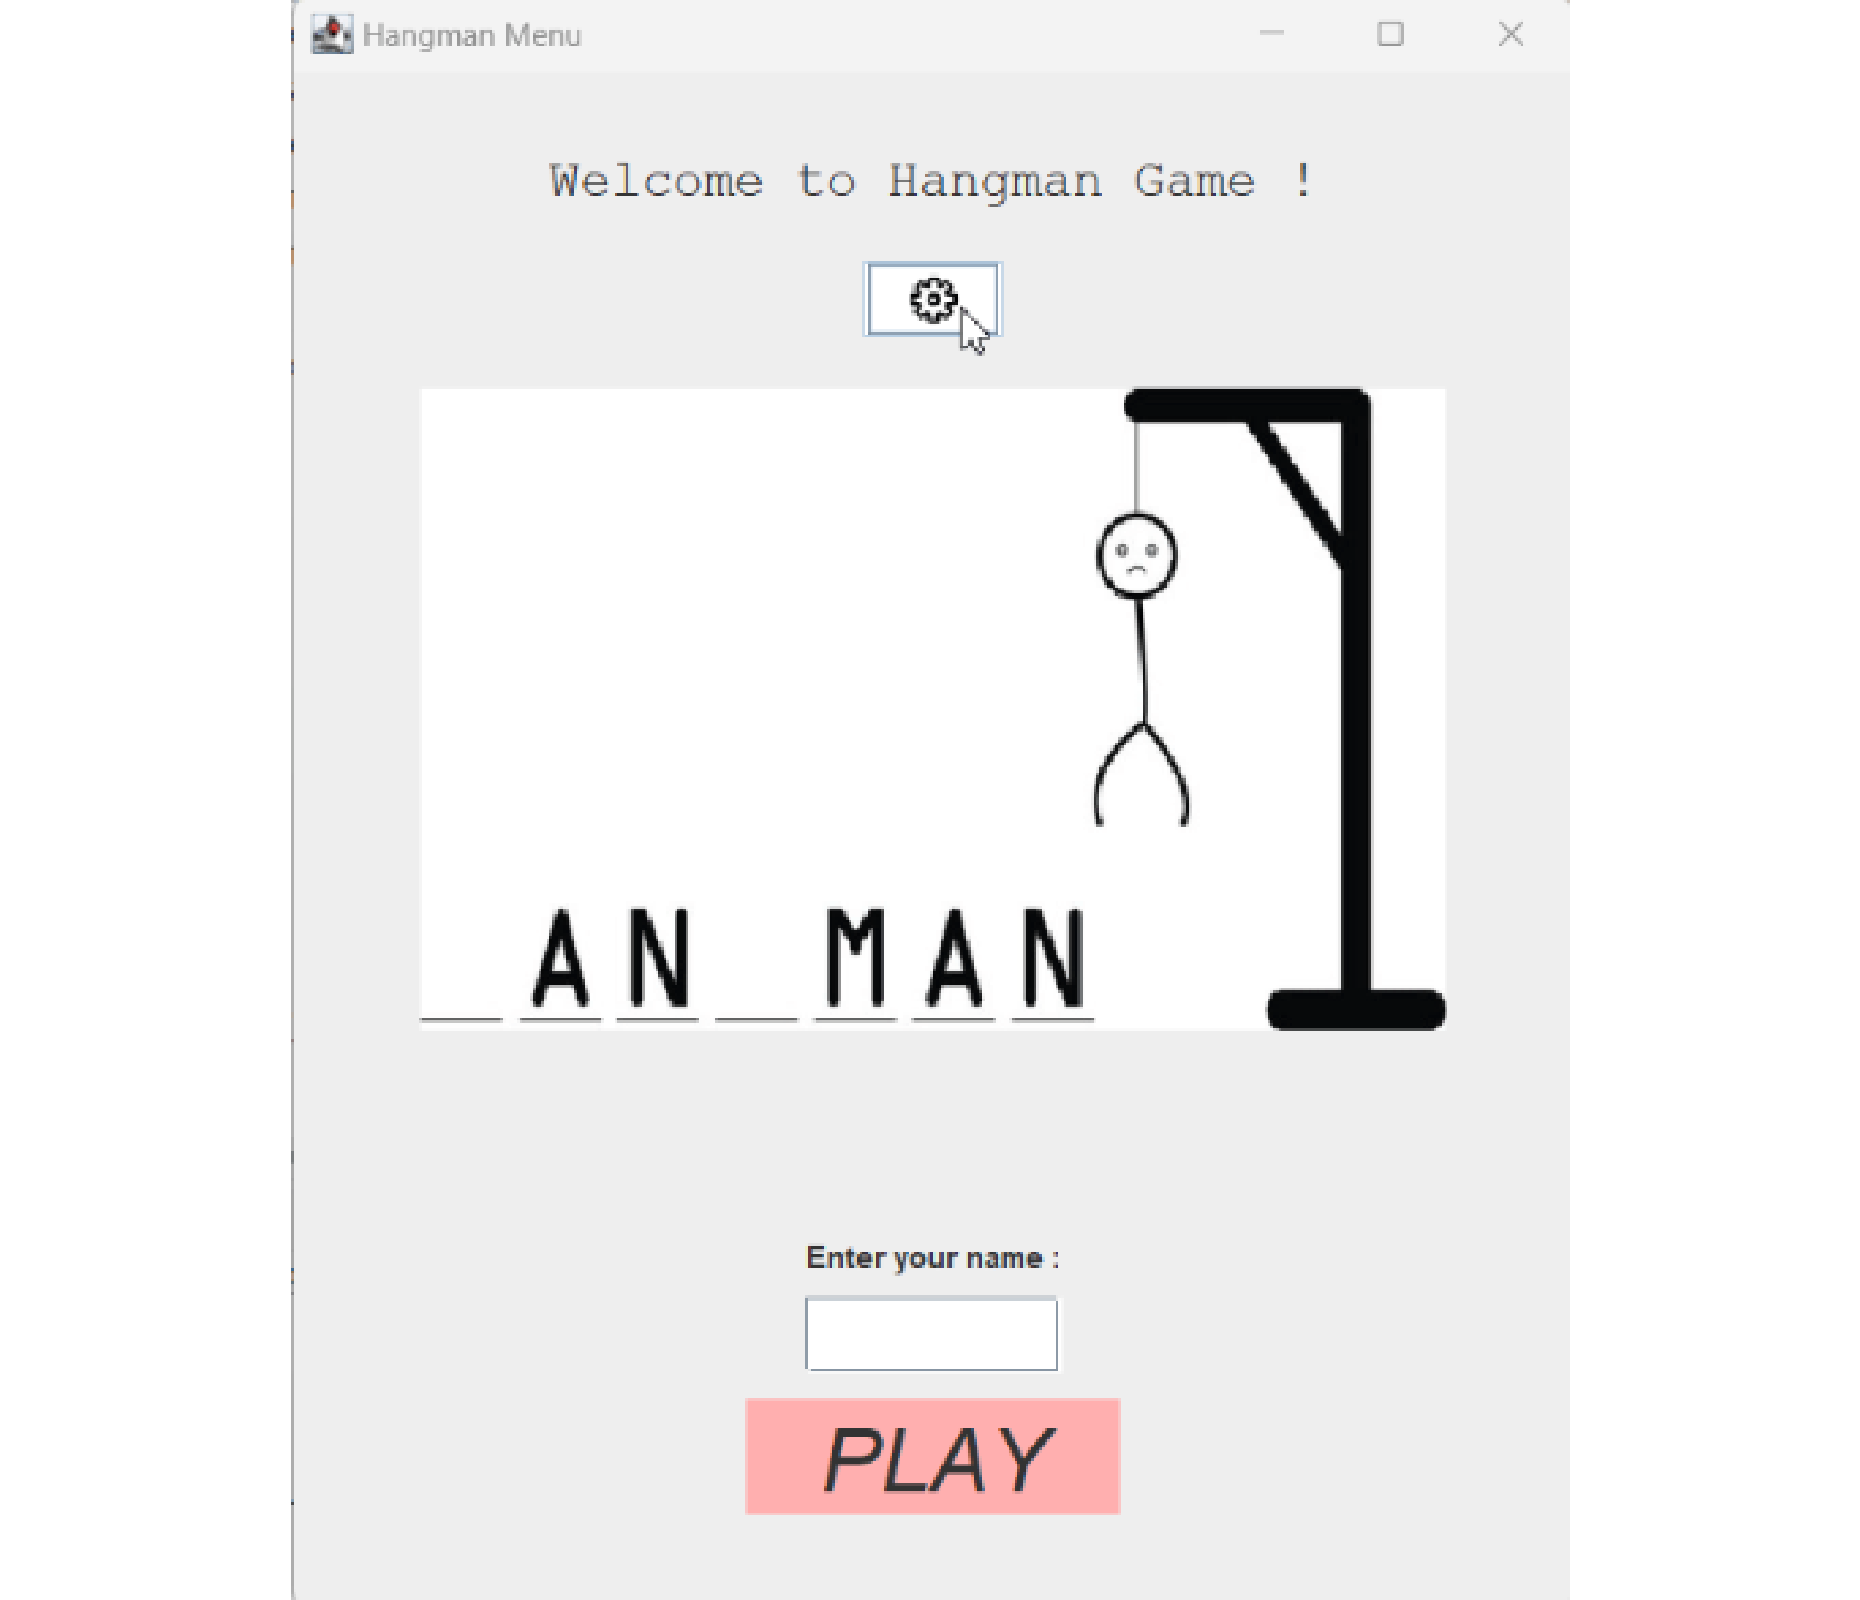 Hangman Menu
Welcome to Hangman Game !
_ A N _ M A N
Enter your name :
PLAY